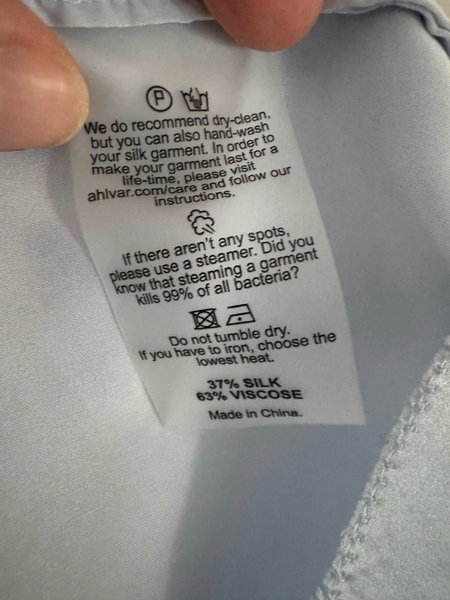 P
We do recommend dry-clean,
but you can also hand-wash
your silk garment. In order to
make your garment last for a
life-time, please visit
ahlvar.com/care and follow our
instructions.
If there aren't any spots,
please use a steamer. Did you
know that steaming a garment
kills 99% of all bacteria?
Do not tumble dry.
If you have to iron, choose the
lowest heat.
37% SILK
63% VISCOSE
Made in China.